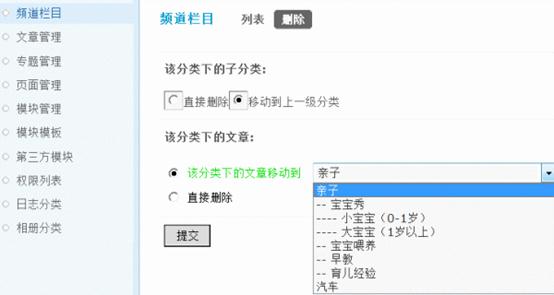 频道栏目
文章管理
专题管理
页面管理
模块管理
模块模板
第三方模块
权限列表
日志分类
相册分类
频道栏目 列表 删除
该分类下的子分类:
直接删除 移动到上一级分类
该分类下的文章:
该分类下的文章移动到 亲子
亲子
-- 宝宝秀
---- 小宝宝（0-1岁）
---- 大宝宝（1岁以上）
-- 宝宝喂养
-- 早教
-- 育儿经验
汽车
直接删除
提交